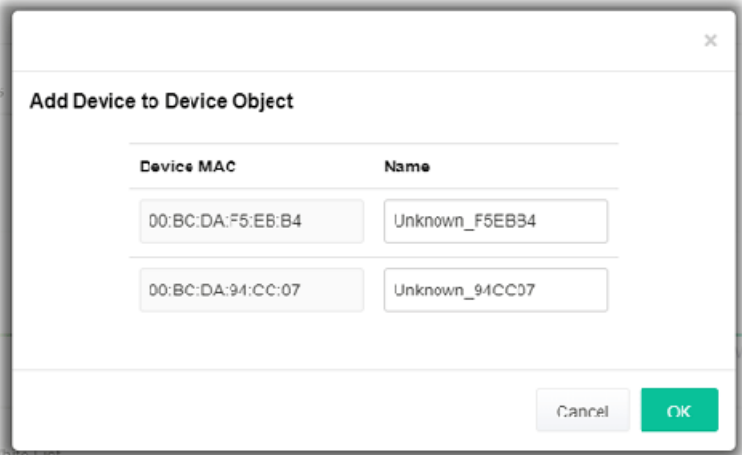 ×
Add Device to Device Object
Device MAC Name
00:BC:DA:F5:EB:B4 Unknown_F5EBB4
00:BC:DA:94:CC:07 Unknown_94CC07
Cancel OK